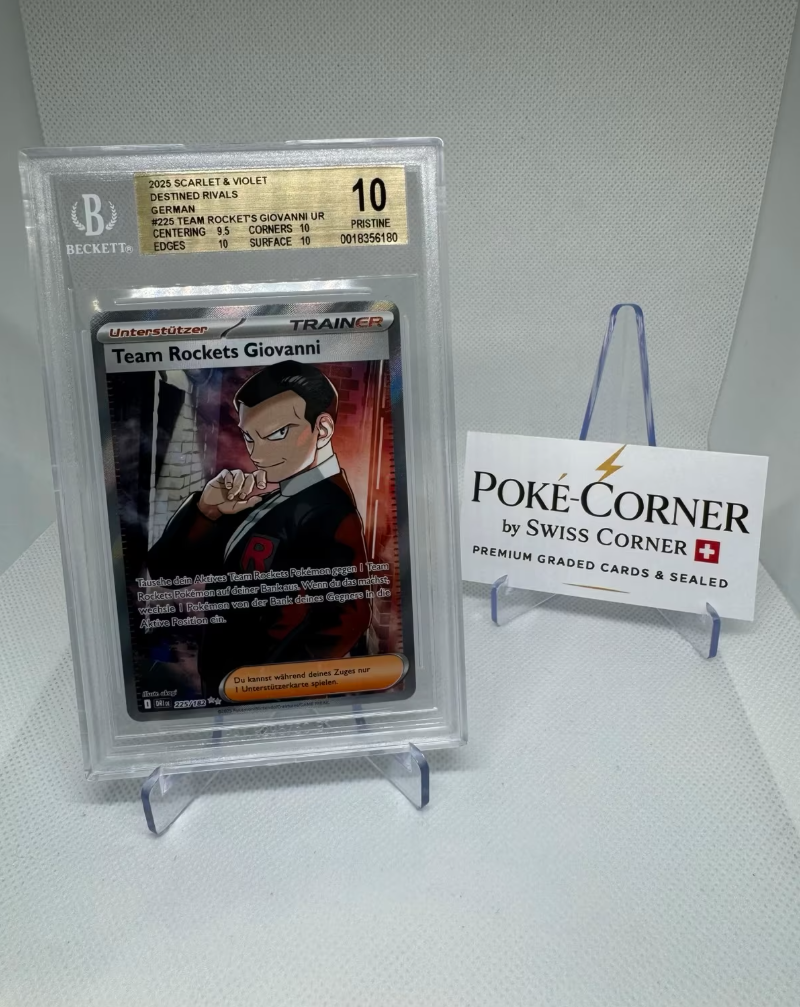 2025 SCARLET & VIOLET
DESTINED RIVALS
GERMAN
#225 TEAM ROCKET'S GIOVANNI UR
CENTERING 9.5 CORNERS 10
EDGES 10 SURFACE 10
10
PRISTINE
0018356180
B
BECKETT®
Unterstützer
TRAINER
Team Rockets Giovanni
R
Tausche dein Aktives Team Rockets Pokémon gegen 1 Team
Rockets Pokémon auf deiner Bank aus. Wenn du das machst,
wechsle 1 Pokémon von der Bank deines Gegners in die
Aktive Position ein.
Du kannst während deines Zuges nur
1 Unterstützerkarte spielen.
Illus. akagi
225/182
POKÉ-CORNER
by SWISS CORNER
PREMIUM GRADED CARDS & SEALED